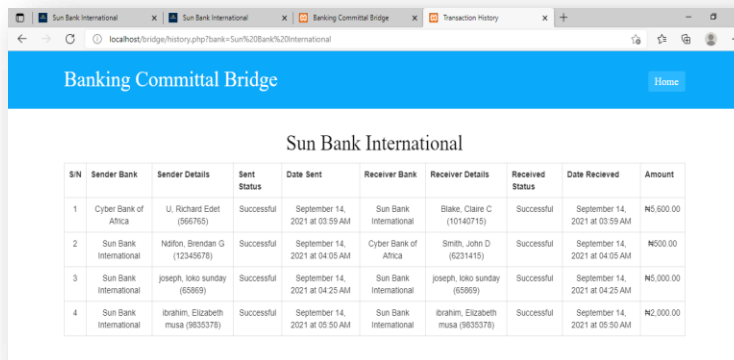 Sun Bank International
Sun Bank International
Banking Committal Bridge
Transaction History
localhost/bridge/history.php?bank=Sun%20Bank%20International
Banking Committal Bridge
Home
Sun Bank International
S/N Sender Bank Sender Details Sent Status Date Sent Receiver Bank Receiver Details Received Status Date Recieved Amount
1 Cyber Bank of Africa U, Richard Edet (566765) Successful September 14, 2021 at 03:59 AM Sun Bank International Blake, Claire C (10140715) Successful September 14, 2021 at 03:59 AM ₦5,600.00
2 Sun Bank International Ndifon, Brendan G (12345678) Successful September 14, 2021 at 04:05 AM Cyber Bank of Africa Smith, John D (6231415) Successful September 14, 2021 at 04:05 AM ₦500.00
3 Sun Bank International joseph, loko sunday (65869) Successful September 14, 2021 at 04:25 AM Sun Bank International joseph, loko sunday (65869) Successful September 14, 2021 at 04:25 AM ₦5,000.00
4 Sun Bank International ibrahim, Elizabeth musa (9835378) Successful September 14, 2021 at 05:50 AM Sun Bank International ibrahim, Elizabeth musa (9835378) Successful September 14, 2021 at 05:50 AM ₦2,000.00